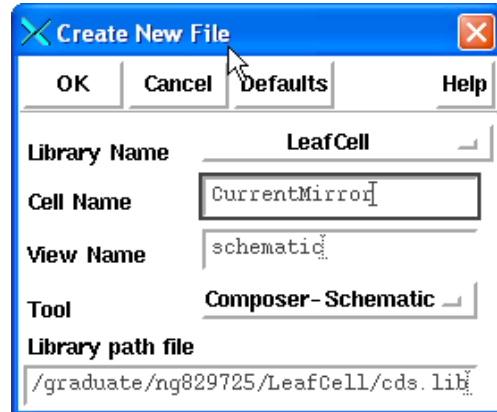 Create New File
OK Cancel Defaults Help
Library Name LeafCell
Cell Name CurrentMirror
View Name schematic
Tool Composer-Schematic
Library path file
/graduate/ng829725/LeafCell/cds.lib